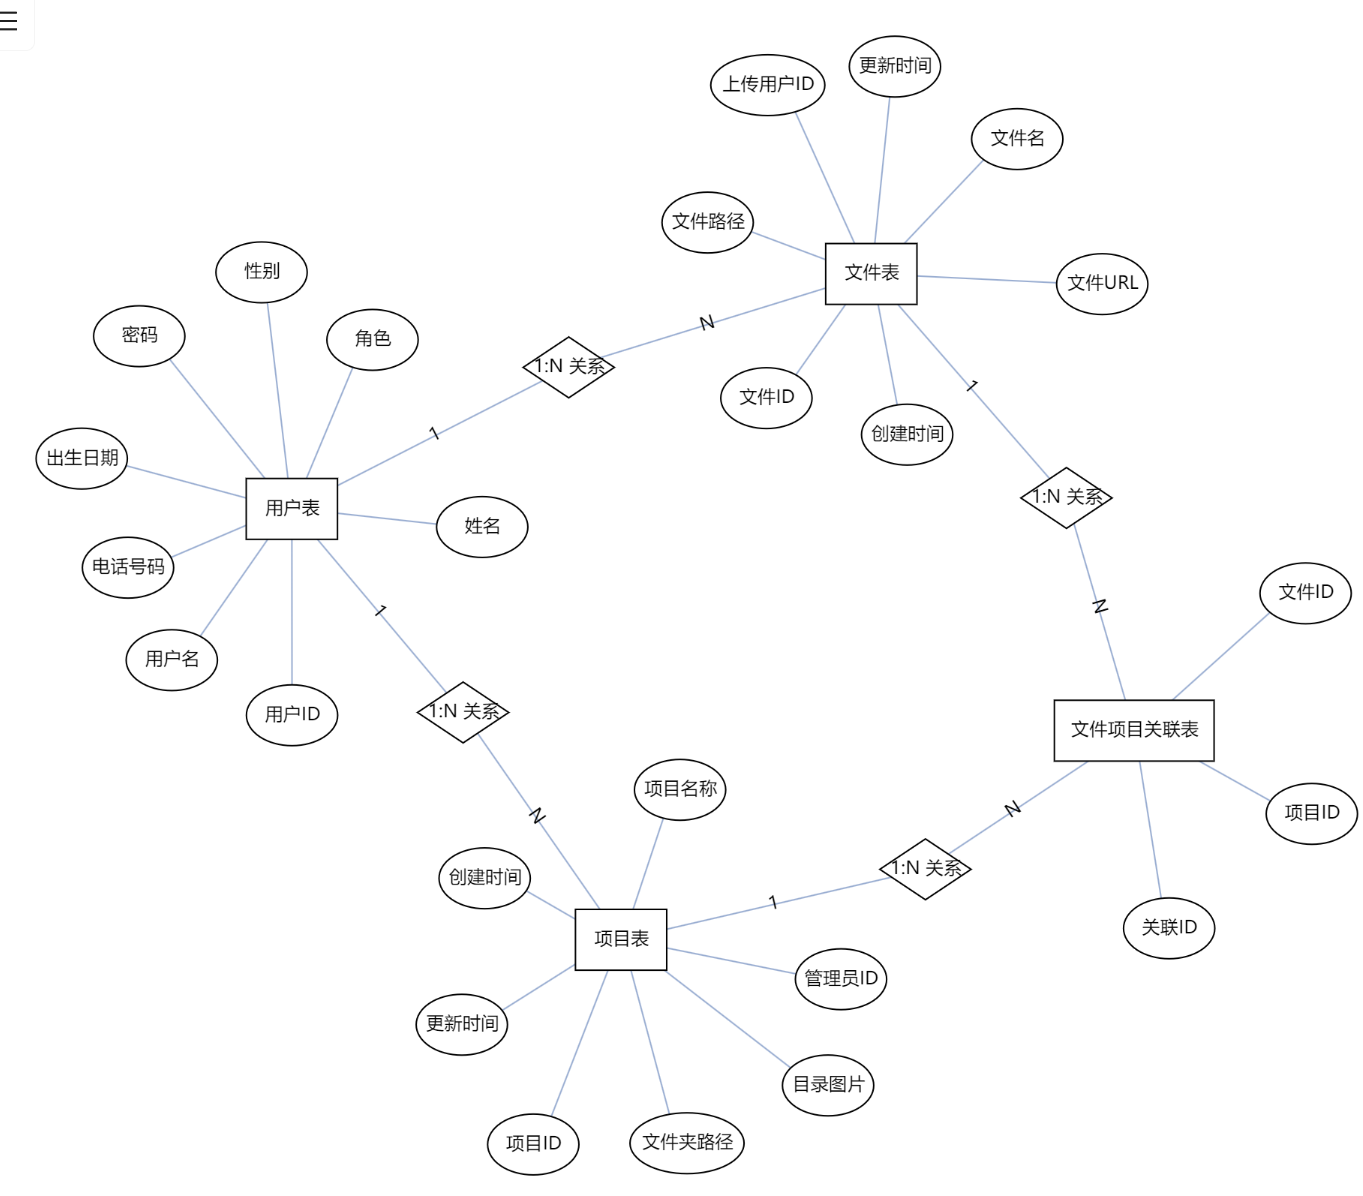 上传用户ID
更新时间
文件名
文件路径
文件表
文件URL
文件ID
创建时间
性别
密码
角色
出生日期
用户表
姓名
电话号码
用户名
用户ID
1:N 关系
1
N
1:N 关系
1
N
1:N 关系
1
N
文件ID
文件项目关联表
项目ID
关联ID
项目名称
创建时间
项目表
1:N 关系
1
N
管理员ID
更新时间
目录图片
项目ID
文件夹路径